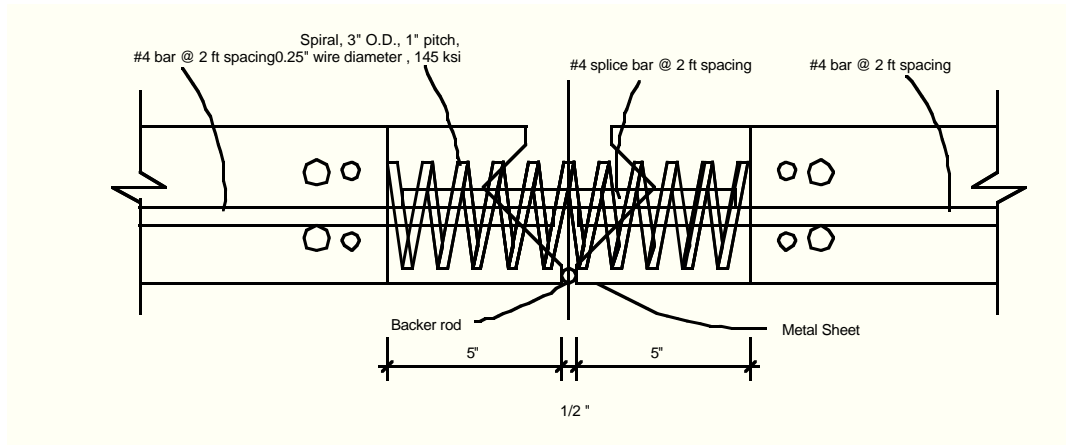 Spiral, 3" O.D., 1" pitch,
#4 bar @ 2 ft spacing0.25" wire diameter , 145 ksi
#4 splice bar @ 2 ft spacing
#4 bar @ 2 ft spacing
Backer rod
Metal Sheet
5"
5"
1/2 "